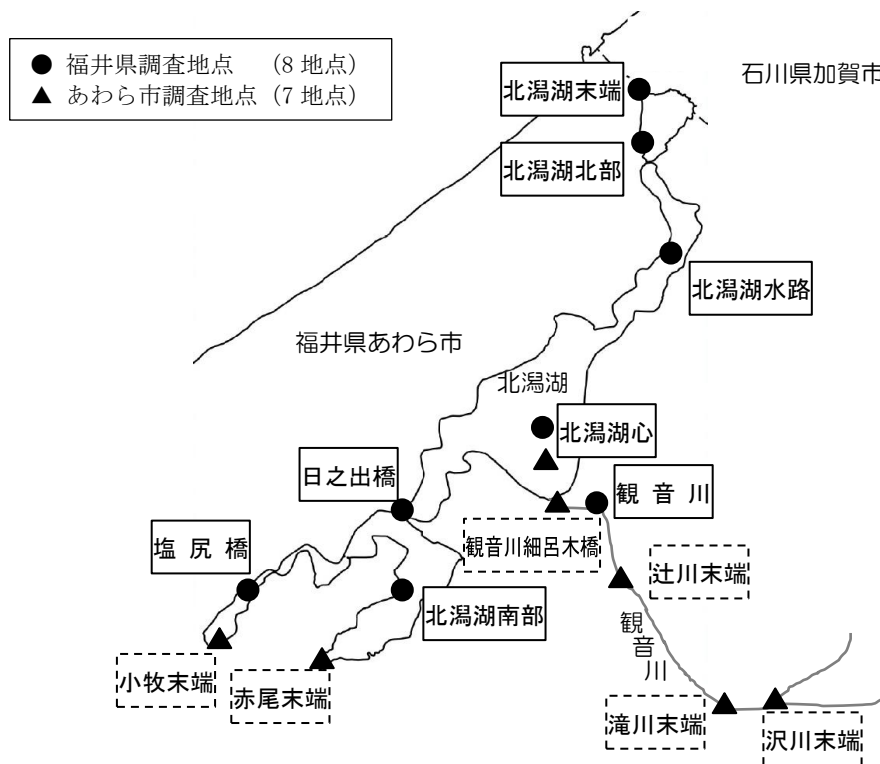 ● 福井県調査地点 （8 地点）
▲ あわら市調査地点（7 地点）
石川県加賀市
北潟湖末端
北潟湖北部
北潟湖水路
福井県あわら市
北潟湖
北潟湖心
日之出橋
観音川
観音川細呂木橋
塩尻橋
辻川末端
北潟湖南部
観音川
小牧末端
赤尾末端
滝川末端
沢川末端